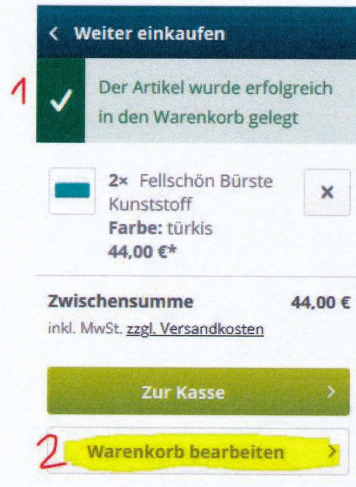 < Weiter einkaufen
1
Der Artikel wurde erfolgreich
in den Warenkorb gelegt
2× Fellschön Bürste
Kunststoff
Farbe: türkis
44,00 €*
Zwischensumme 44,00 €
inkl. MwSt. zzgl. Versandkosten
Zur Kasse >
2 Warenkorb bearbeiten >